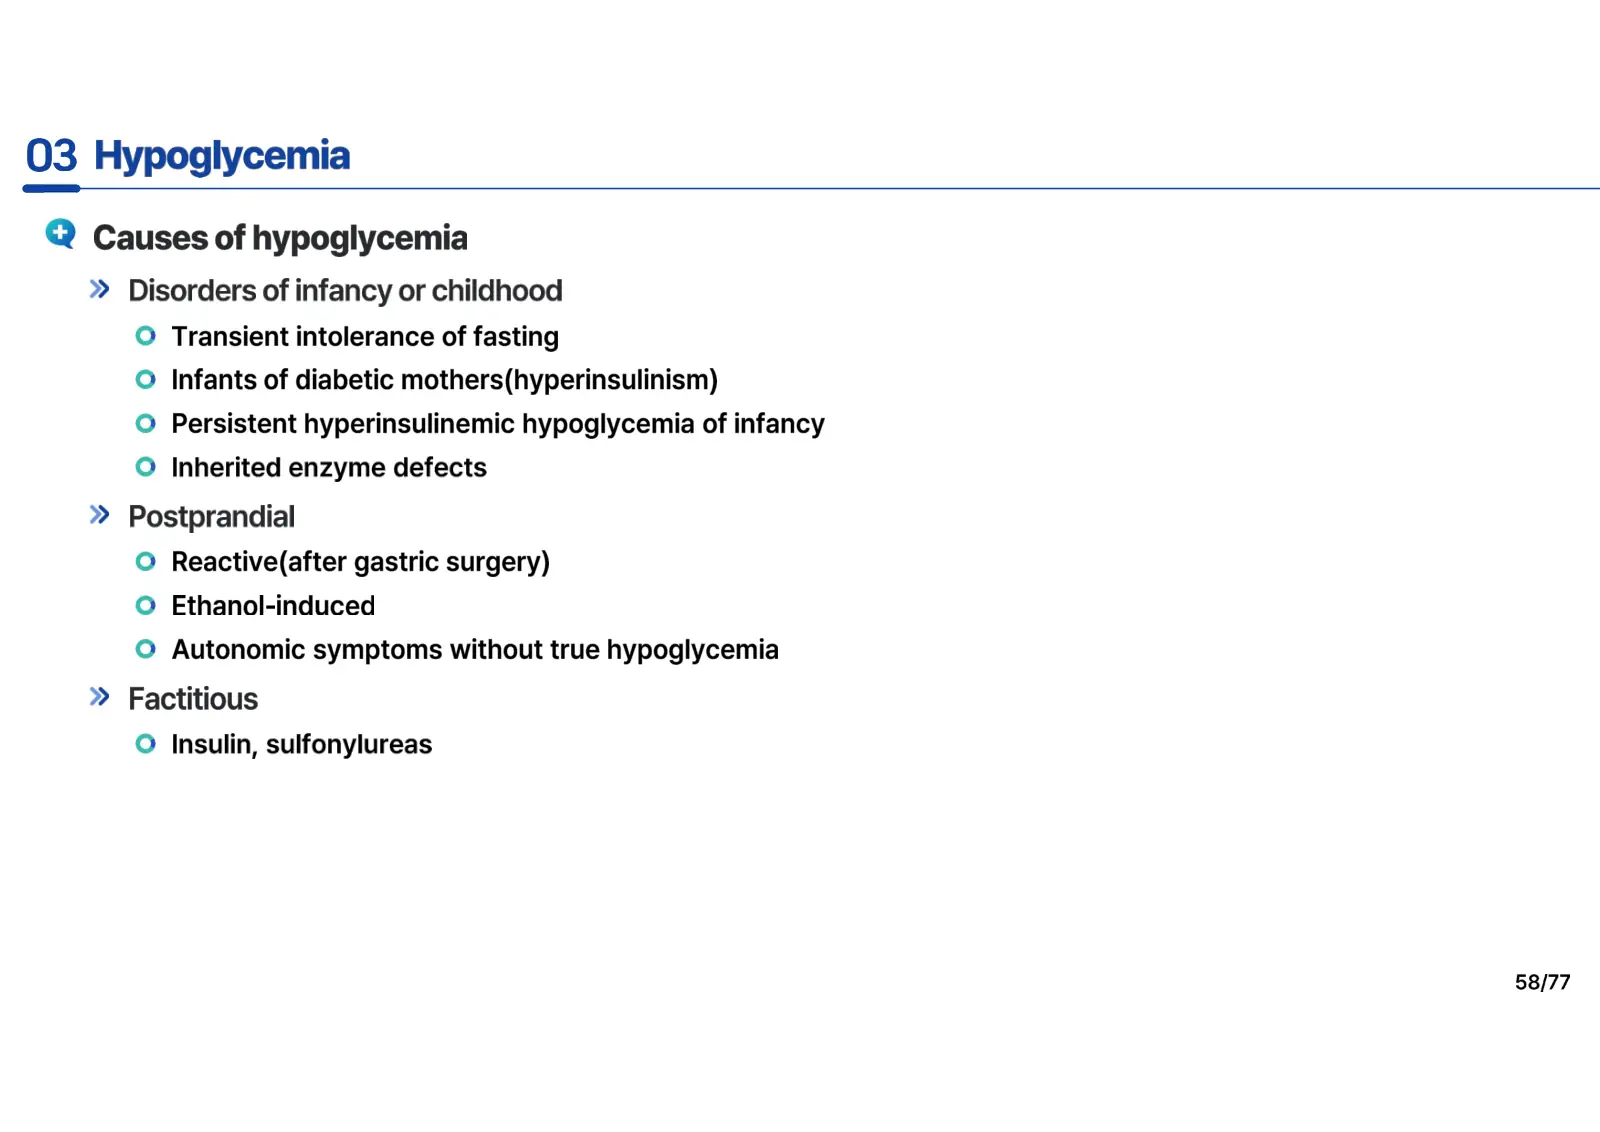 03 Hypoglycemia
Causes of hypoglycemia
Disorders of infancy or childhood
Transient intolerance of fasting
Infants of diabetic mothers(hyperinsulinism)
Persistent hyperinsulinemic hypoglycemia of infancy
Inherited enzyme defects
Postprandial
Reactive(after gastric surgery)
Ethanol-induced
Autonomic symptoms without true hypoglycemia
Factitious
Insulin, sulfonylureas
58/77